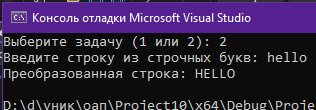 Консоль отладки Microsoft Visual Studio
Выберите задачу (1 или 2): 2
Введите строку из строчных букв: hello
Преобразованная строка: HELLO
D:\d\уник\оап\Project10\x64\Debug\Proje